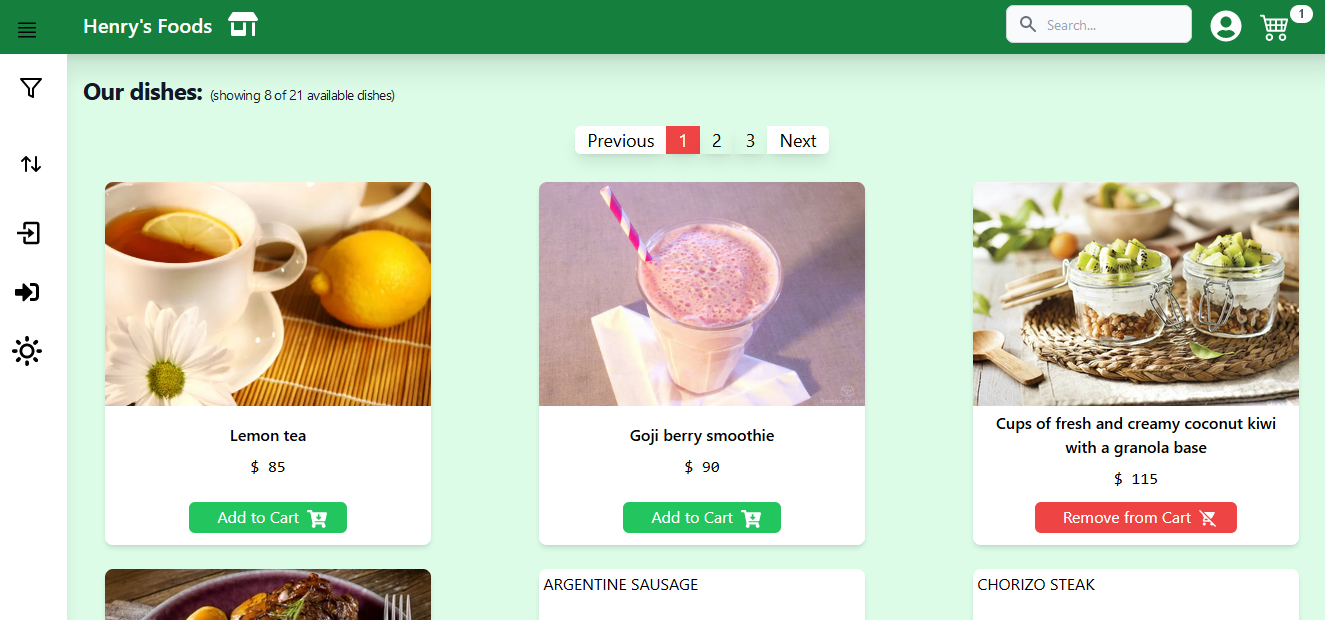 Henry's Foods
Search...
1
Our dishes: (showing 8 of 21 available dishes)
Previous 1 2 3 Next
Lemon tea
$ 85
Add to Cart
Goji berry smoothie
$ 90
Add to Cart
Cups of fresh and creamy coconut kiwi
with a granola base
$ 115
Remove from Cart
ARGENTINE SAUSAGE
CHORIZO STEAK